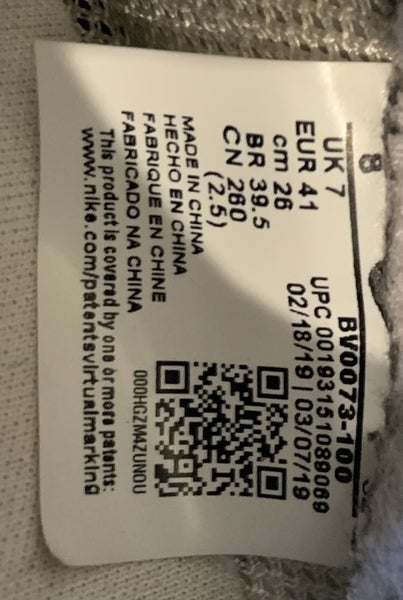 8
UK 7
EUR 41
cm 26
BR 39.5
CN 260
(2.5)
BV0073-100
UPC 00193151089069
02/18/19 | 03/07/19
MADE IN CHINA
HECHO EN CHINA
FABRIQUE EN CHINE
FABRICADO NA CHINA
000HGZM4ZUN0U
This product is covered by one or more patents:
www.nike.com/patentsvirtualmarking